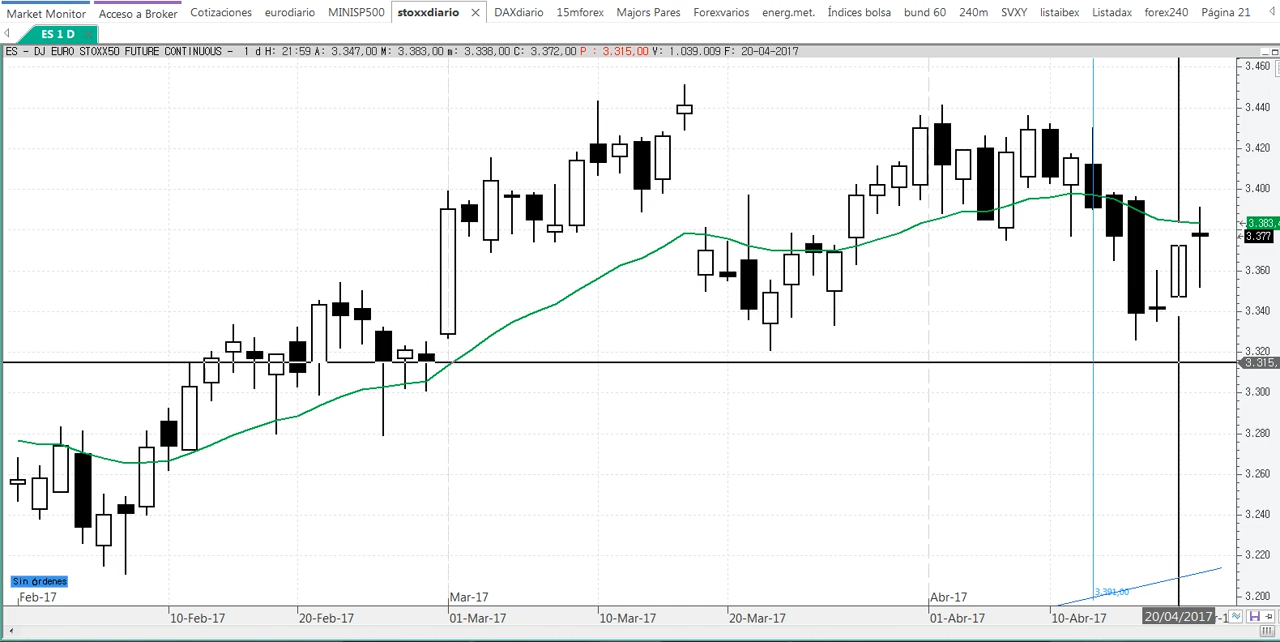 Market Monitor Acceso a Broker Cotizaciones eurodiario MINISP500 stoxxdiario DAXdiario 15mforex Majors Pares Forexvarios energ.met. Índices bolsa bund 60 240m SVXY listaibex Listadax forex240 Página 21
ES 1 D
ES - DJ EURO STOXX50 FUTURE CONTINUOUS - 1 d H: 21:59 A: 3.347,00 M: 3.383,00 m: 3.338,00 C: 3.372,00 P : 3.315,00 V: 1.039.009 F: 20-04-2017
3.460
3.440
3.420
3.400
3.383,
3.377
3.360
3.340
3.320
3.315,
3.300
3.280
3.260
3.240
3.220
3.200
Sin órdenes
3.391,00
Feb-17 Mar-17 Abr-17
10-Feb-17 20-Feb-17 01-Mar-17 10-Mar-17 20-Mar-17 01-Abr-17 10-Abr-17 20/04/2017